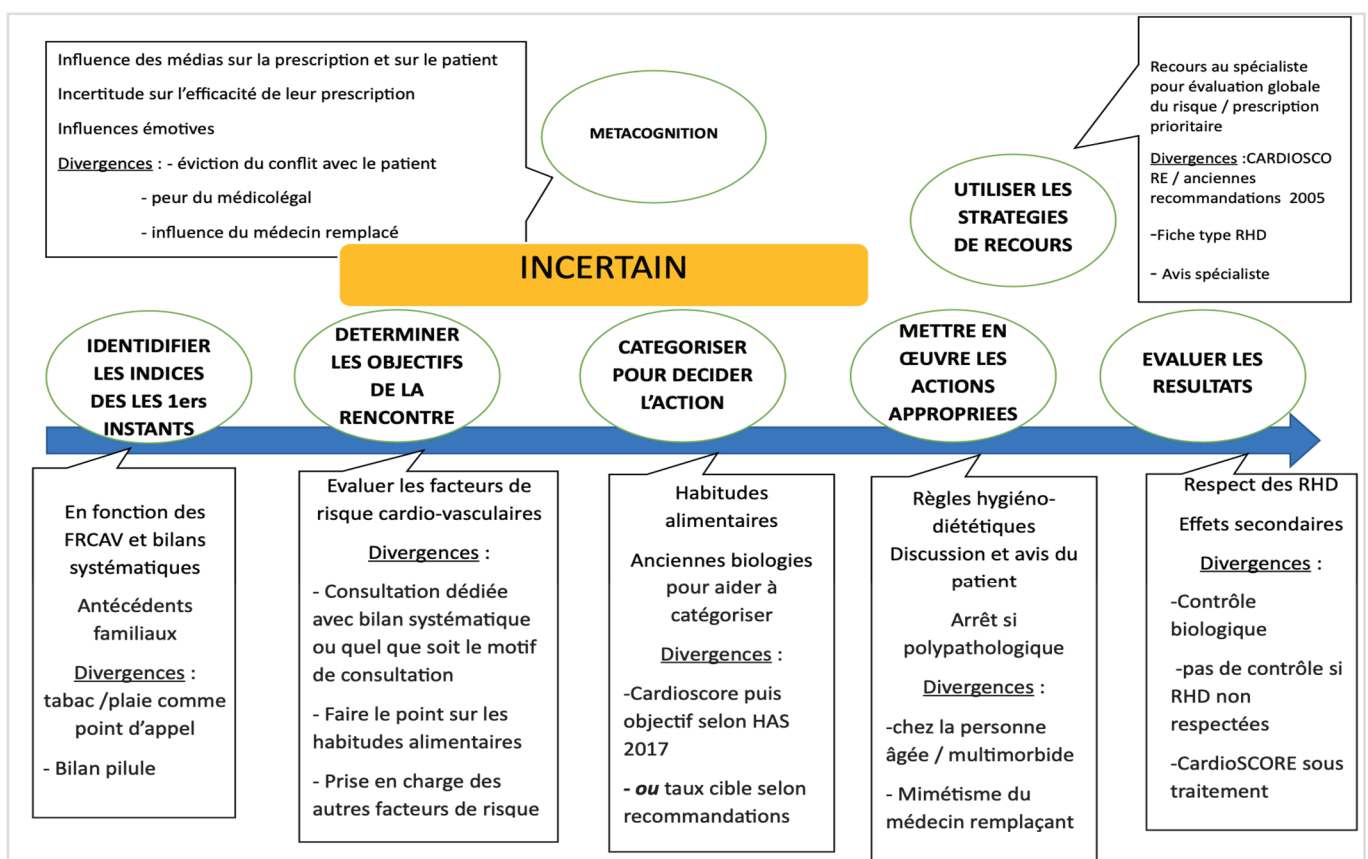 Influence des médias sur la prescription et sur le patient
Incertitude sur l'efficacité de leur prescription
Influences émotives
Divergences : - éviction du conflit avec le patient
- peur du médicolégal
- influence du médecin remplacé
METACOGNITION
UTILISER LES
STRATEGIES
DE RECOURS
Recours au spécialiste
pour évaluation globale
du risque / prescription
prioritaire
Divergences :CARDIOSCO
RE / anciennes
recommandations 2005
-Fiche type RHD
- Avis spécialiste
INCERTAIN
IDENTIDIFIER
LES INDICES
DES LES 1ers
INSTANTS
DETERMINER
LES OBJECTIFS
DE LA
RENCONTRE
CATEGORISER
POUR DECIDER
L'ACTION
METTRE EN
ŒUVRE LES
ACTIONS
APPROPRIEES
EVALUER LES
RESULTATS
En fonction des
FRCAV et bilans
systématiques
Antécédents
familiaux
Divergences :
tabac /plaie comme
point d'appel
- Bilan pilule
Evaluer les facteurs de
risque cardio-vasculaires
Divergences :
- Consultation dédiée
avec bilan systématique
ou quel que soit le motif
de consultation
- Faire le point sur les
habitudes alimentaires
- Prise en charge des
autres facteurs de risque
Habitudes
alimentaires
Anciennes biologies
pour aider à
catégoriser
Divergences :
-Cardioscore puis
objectif selon HAS
2017
- ou taux cible selon
recommandations
Règles hygiéno-
diététiques
Discussion et avis du
patient
Arrêt si
polypathologique
Divergences :
-chez la personne
âgée / multimorbide
- Mimétisme du
médecin remplaçant
Respect des RHD
Effets secondaires
Divergences :
-Contrôle
biologique
-pas de contrôle si
RHD non
respectées
-CardioSCORE sous
traitement